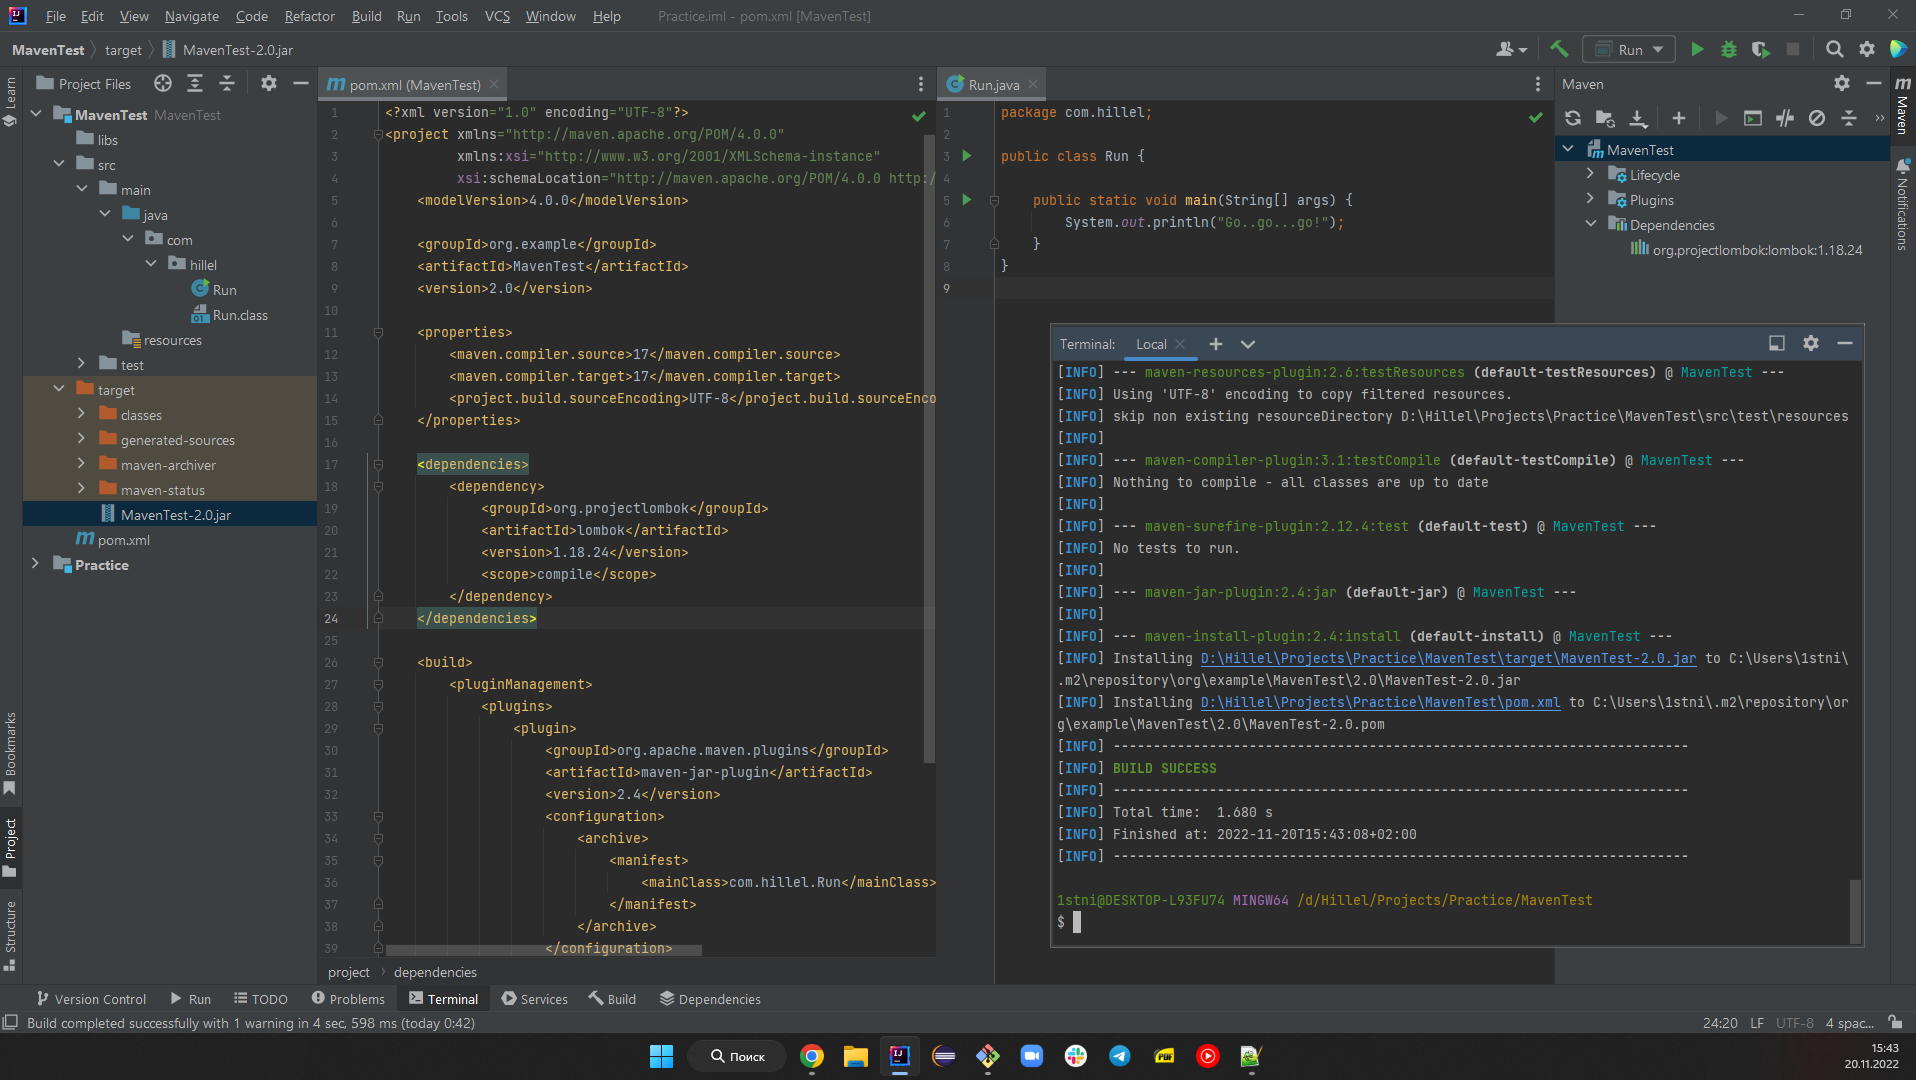 File Edit View Navigate Code Refactor Build Run Tools VCS Window Help Practice.iml - pom.xml [MavenTest]
MavenTest target MavenTest-2.0.jar
Run
Learn
Project Files
MavenTest MavenTest
libs
src
main
java
com
hillel
Run
Run.class
resources
test
target
classes
generated-sources
maven-archiver
maven-status
MavenTest-2.0.jar
pom.xml
Practice
Bookmarks
Project
Structure
pom.xml (MavenTest)
1 <?xml version="1.0" encoding="UTF-8"?>
2 <project xmlns="http://maven.apache.org/POM/4.0.0"
3 xmlns:xsi="http://www.w3.org/2001/XMLSchema-instance"
4 xsi:schemaLocation="http://maven.apache.org/POM/4.0.0 http:/
5 <modelVersion>4.0.0</modelVersion>
6
7 <groupId>org.example</groupId>
8 <artifactId>MavenTest</artifactId>
9 <version>2.0</version>
10
11 <properties>
12 <maven.compiler.source>17</maven.compiler.source>
13 <maven.compiler.target>17</maven.compiler.target>
14 <project.build.sourceEncoding>UTF-8</project.build.sourceEnco
15 </properties>
16
17 <dependencies>
18 <dependency>
19 <groupId>org.projectlombok</groupId>
20 <artifactId>lombok</artifactId>
21 <version>1.18.24</version>
22 <scope>compile</scope>
23 </dependency>
24 </dependencies>
25
26 <build>
27 <pluginManagement>
28 <plugins>
29 <plugin>
30 <groupId>org.apache.maven.plugins</groupId>
31 <artifactId>maven-jar-plugin</artifactId>
32 <version>2.4</version>
33 <configuration>
34 <archive>
35 <manifest>
36 <mainClass>com.hillel.Run</mainClass>
37 </manifest>
38 </archive>
39 </configuration>
project dependencies
Run.java
1 package com.hillel;
2
3 public class Run {
4
5 public static void main(String[] args) {
6 System.out.println("Go..go...go!");
7 }
8 }
9
Maven
MavenTest
Lifecycle
Plugins
Dependencies
org.projectlombok:lombok:1.18.24
Maven
Notifications
Terminal: Local
[INFO] --- maven-resources-plugin:2.6:testResources (default-testResources) @ MavenTest ---
[INFO] Using 'UTF-8' encoding to copy filtered resources.
[INFO] skip non existing resourceDirectory D:\Hillel\Projects\Practice\MavenTest\src\test\resources
[INFO]
[INFO] --- maven-compiler-plugin:3.1:testCompile (default-testCompile) @ MavenTest ---
[INFO] Nothing to compile - all classes are up to date
[INFO]
[INFO] --- maven-surefire-plugin:2.12.4:test (default-test) @ MavenTest ---
[INFO] No tests to run.
[INFO]
[INFO] --- maven-jar-plugin:2.4:jar (default-jar) @ MavenTest ---
[INFO]
[INFO] --- maven-install-plugin:2.4:install (default-install) @ MavenTest ---
[INFO] Installing D:\Hillel\Projects\Practice\MavenTest\target\MavenTest-2.0.jar to C:\Users\1stni\
.m2\repository\org\example\MavenTest\2.0\MavenTest-2.0.jar
[INFO] Installing D:\Hillel\Projects\Practice\MavenTest\pom.xml to C:\Users\1stni\.m2\repository\or
g\example\MavenTest\2.0\MavenTest-2.0.pom
[INFO] ------------------------------------------------------------------------
[INFO] BUILD SUCCESS
[INFO] ------------------------------------------------------------------------
[INFO] Total time:  1.680 s
[INFO] Finished at: 2022-11-20T15:43:08+02:00
[INFO] ------------------------------------------------------------------------
1stni@DESKTOP-L93FU74 MINGW64 /d/Hillel/Projects/Practice/MavenTest
$
Version Control Run TODO Problems Terminal Services Build Dependencies
Build completed successfully with 1 warning in 4 sec, 598 ms (today 0:42) 24:20 LF UTF-8 4 spac...
Поиск
15:43
20.11.2022